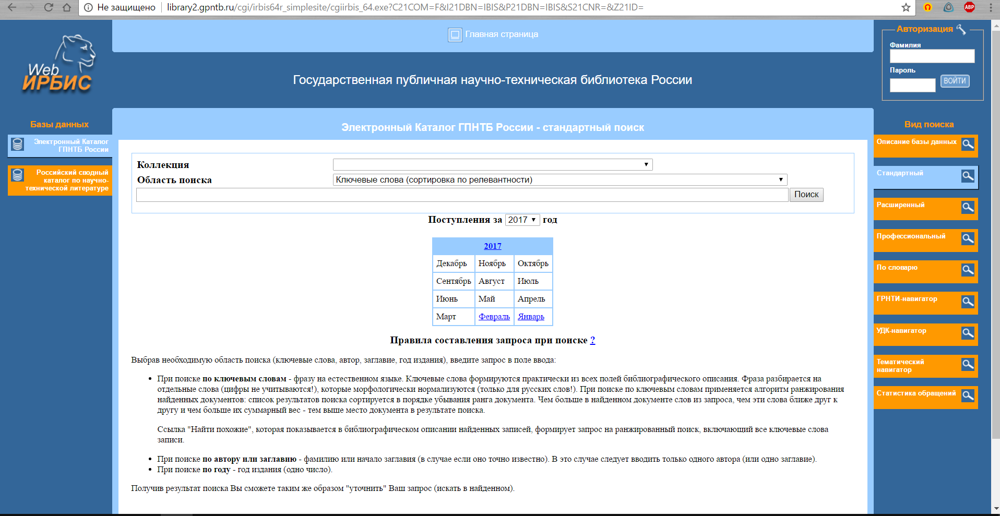 Не защищено library2.gpntb.ru/cgi/irbis64r_simplesite/cgiirbis_64.exe?C21COM=F&I21DBN=IBIS&P21DBN=IBIS&S21CNR=&Z21ID=
ABP
Web
ИРБИС
Главная страница
Государственная публичная научно-техническая библиотека России
Авторизация
Фамилия
Пароль
ВОЙТИ
Базы данных
Электронный Каталог
ГПНТБ России
Российский сводный
каталог по научно-
технической литературе
Электронный Каталог ГПНТБ России - стандартный поиск
Коллекция
Область поиска Ключевые слова (сортировка по релевантности)
Поиск
Поступления за 2017 год
2017
Декабрь Ноябрь Октябрь
Сентябрь Август Июль
Июнь Май Апрель
Март Февраль Январь
Правила составления запроса при поиске ?
Выбрав необходимую область поиска (ключевые слова, автор, заглавие, год издания), введите запрос в поле ввода:
• При поиске по ключевым словам - фразу на естественном языке. Ключевые слова формируются практически из всех полей библиографического описания. Фраза разбирается на
отдельные слова (цифры не учитываются!), которые морфологически нормализуются (только для русских слов!). При поиске по ключевым словам применяется алгоритм ранжирования
найденных документов: список результатов поиска сортируется в порядке убывания ранга документа. Чем больше в найденном документе слов из запроса, чем эти слова ближе друг к
другу и чем больше их суммарный вес - тем выше место документа в результате поиска.
Ссылка "Найти похожие", которая показывается в библиографическом описании найденных записей, формирует запрос на ранжированный поиск, включающий все ключевые слова
записи.
• При поиске по автору или заглавию - фамилию или начало заглавия (в случае если оно точно известно). В это случае следует вводить только одного автора (или одно заглавие).
• При поиске по году - год издания (одно число).
Получив результат поиска Вы сможете таким же образом "уточнить" Ваш запрос (искать в найденном).
Вид поиска
Описание базы данных
Стандартный
Расширенный
Профессиональный
По словарю
ГРНТИ-навигатор
УДК-навигатор
Тематический
навигатор
Статистика обращений